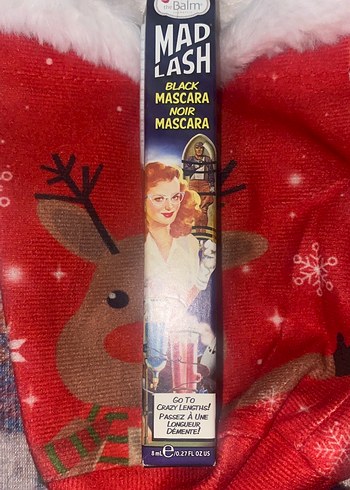 theBalm®
MAD
LASH
BLACK
MASCARA
NOIR
MASCARA
GO TO
CRAZY LENGTHS!
PASSEZ À UNE
LONGUEUR
DÉMENTE!
8 mL℮/0.27 FL OZ US